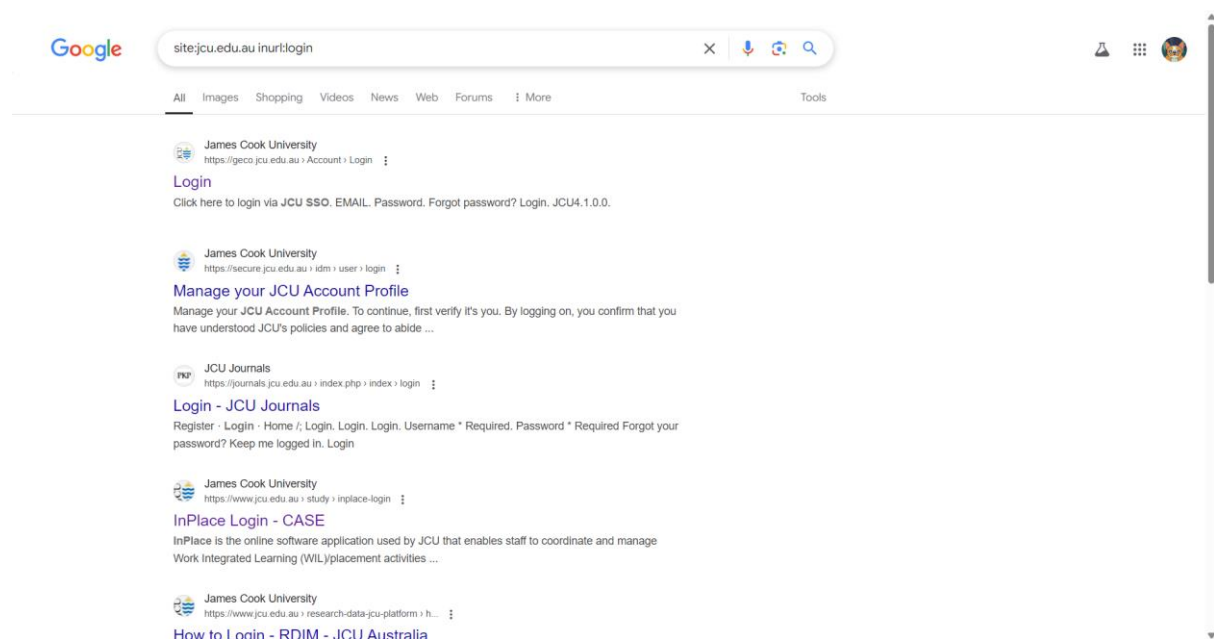 Google
site:jcu.edu.au inurl:login
All Images Shopping Videos News Web Forums More Tools
James Cook University
https://geco.jcu.edu.au › Account › Login
Login
Click here to login via JCU SSO. EMAIL. Password. Forgot password? Login. JCU4.1.0.0.
James Cook University
https://secure.jcu.edu.au › idm › user › login
Manage your JCU Account Profile
Manage your JCU Account Profile. To continue, first verify it's you. By logging on, you confirm that you
have understood JCU's policies and agree to abide ...
PKP
JCU Journals
https://journals.jcu.edu.au › index.php › index › login
Login - JCU Journals
Register · Login · Home /; Login. Login. Login. Username * Required. Password * Required Forgot your
password? Keep me logged in. Login
James Cook University
https://www.jcu.edu.au › study › inplace-login
InPlace Login - CASE
InPlace is the online software application used by JCU that enables staff to coordinate and manage
Work Integrated Learning (WIL)/placement activities ...
James Cook University
https://www.jcu.edu.au › research-data-jcu-platform › h...
How to Login - RDIM - JCU Australia